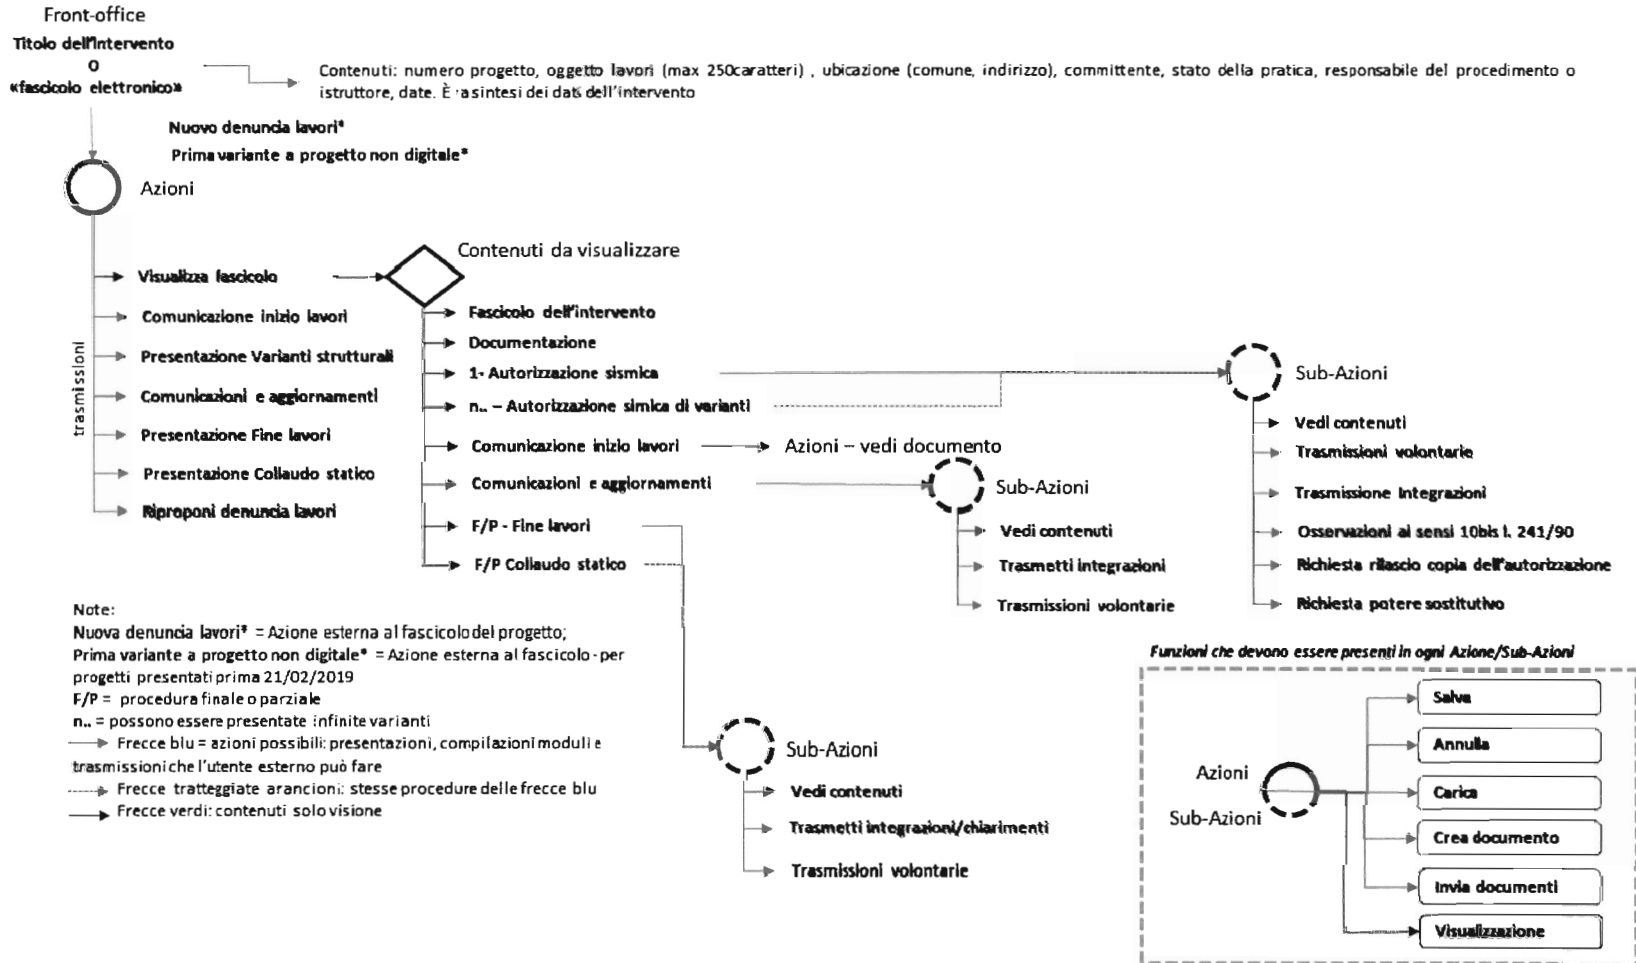 Front-office
Titolo dell'intervento
O
«fascicolo elettronico»
Contenuti: numero progetto, oggetto lavori (max 250caratteri) , ubicazione (comune, indirizzo), committente, stato della pratica, responsabile del procedimento o
istruttore, date. È la sintesi dei dati dell'intervento
Nuovo denuncia lavori*
Prima variante a progetto non digitale*
Azioni
trasmissioni
Visualizza fascicolo
Comunicazione inizio lavori
Presentazione Varianti strutturali
Comunicazioni e aggiornamenti
Presentazione Fine lavori
Presentazione Collaudo statico
Riproponi denuncia lavori
Contenuti da visualizzare
Fascicolo dell'intervento
Documentazione
1- Autorizzazione sismica
n.. – Autorizzazione simica di varianti
Comunicazione inizio lavori
Azioni – vedi documento
Comunicazioni e aggiornamenti
F/P - Fine lavori
F/P Collaudo statico
Sub-Azioni
Vedi contenuti
Trasmetti integrazioni
Trasmissioni volontarie
Sub-Azioni
Vedi contenuti
Trasmissioni volontarie
Trasmissione Integrazioni
Osservazioni ai sensi 10bis l. 241/90
Richiesta rilascio copia dell'autorizzazione
Richiesta potere sostitutivo
Note:
Nuova denuncia lavori* = Azione esterna al fascicolo del progetto;
Prima variante a progetto non digitale* = Azione esterna al fascicolo - per
progetti presentati prima 21/02/2019
F/P = procedura finale o parziale
n.. = possono essere presentate infinite varianti
Frecce blu = azioni possibili: presentazioni, compilazioni moduli e
trasmissioni che l'utente esterno può fare
Frecce tratteggiate arancioni: stesse procedure delle frecce blu
Frecce verdi: contenuti solo visione
Sub-Azioni
Vedi contenuti
Trasmetti integrazioni/chiarimenti
Trasmissioni volontarie
Funzioni che devono essere presenti in ogni Azione/Sub-Azioni
Azioni
Sub-Azioni
Salva
Annulla
Carica
Crea documento
Invia documenti
Visualizzazione